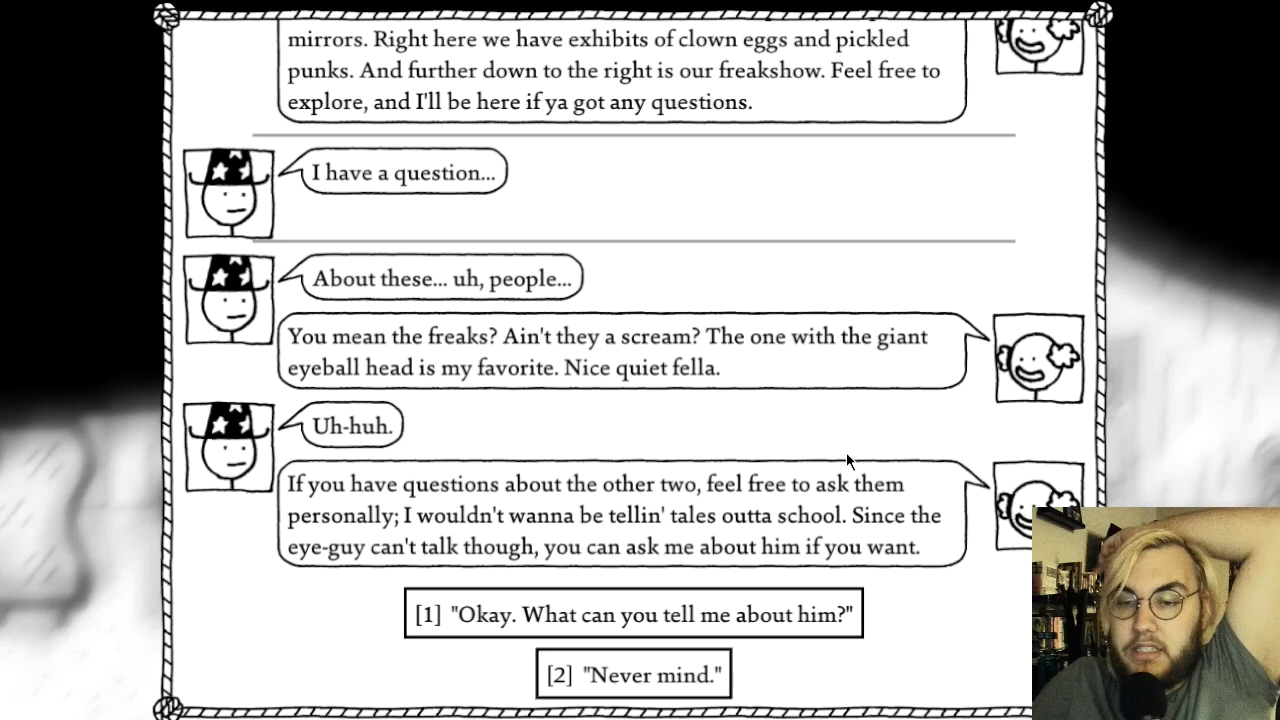 mirrors. Right here we have exhibits of clown eggs and pickled
punks. And further down to the right is our freakshow. Feel free to
explore, and I'll be here if ya got any questions.
I have a question...
About these... uh, people...
You mean the freaks? Ain't they a scream? The one with the giant
eyeball head is my favorite. Nice quiet fella.
Uh-huh.
If you have questions about the other two, feel free to ask them
personally; I wouldn't wanna be tellin' tales outta school. Since the
eye-guy can't talk though, you can ask me about him if you want.
[1] "Okay. What can you tell me about him?"
[2] "Never mind."